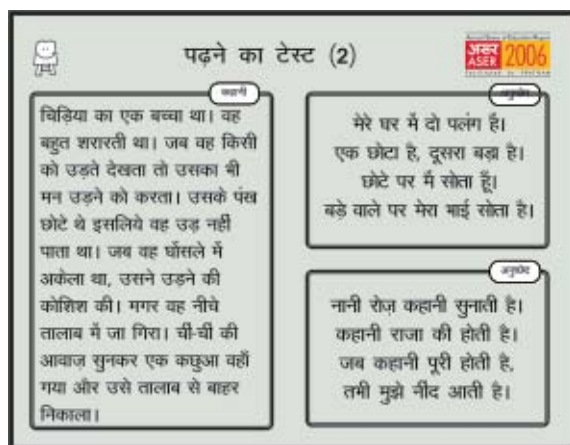 पढ़ने का टेस्ट (2)
असर
ASER
2006
कहानी
चिड़िया का एक बच्चा था। वह
बहुत शरारती था। जब वह किसी
को उड़ते देखता तो उसका भी
मन उड़ने को करता। उसके पंख
छोटे थे इसलिये वह उड़ नहीं
पाता था। जब वह घोंसले में
अकेला था, उसने उड़ने की
कोशिश की। मगर वह नीचे
तालाब में जा गिरा। चीं-चीं की
आवाज़ सुनकर एक कछुआ वहाँ
गया और उसे तालाब से बाहर
निकाला।
अनुच्छेद
मेरे घर में दो पलंग हैं।
एक छोटा है, दूसरा बड़ा है।
छोटे पर मैं सोता हूँ।
बड़े वाले पर मेरा भाई सोता है।
अनुच्छेद
नानी रोज़ कहानी सुनाती है।
कहानी राजा की होती है।
जब कहानी पूरी होती है,
तभी मुझे नींद आती है।